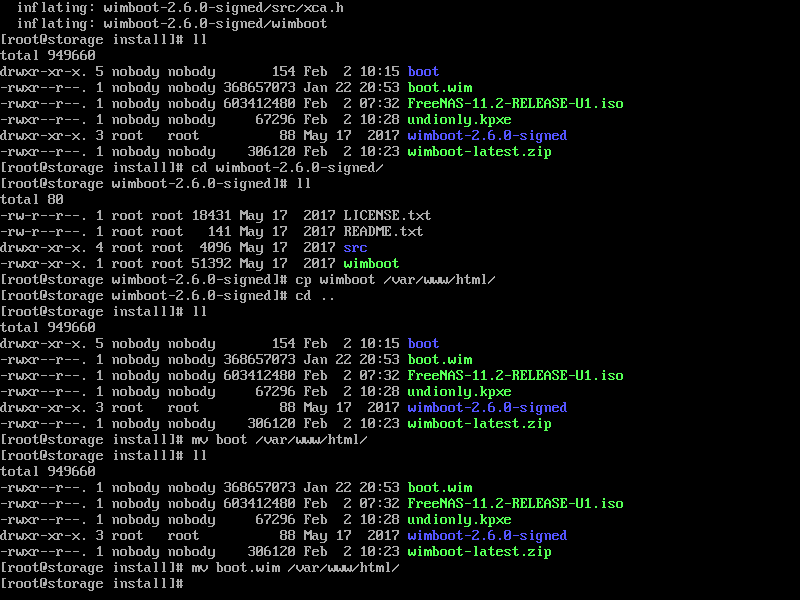 inflating: wimboot-2.6.0-signed/src/xca.h
  inflating: wimboot-2.6.0-signed/wimboot
[root@storage install]# ll
total 949660
drwxr-xr-x. 5 nobody nobody       154 Feb  2 10:15 boot
-rwxr--r--. 1 nobody nobody 368657073 Jan 22 20:53 boot.wim
-rwxr--r--. 1 nobody nobody 603412480 Feb  2 07:32 FreeNAS-11.2-RELEASE-U1.iso
-rwxr--r--. 1 nobody nobody     67296 Feb  2 10:28 undionly.kpxe
drwxr-xr-x. 3 root   root          88 May 17  2017 wimboot-2.6.0-signed
-rwxr--r--. 1 nobody nobody    306120 Feb  2 10:23 wimboot-latest.zip
[root@storage install]# cd wimboot-2.6.0-signed/
[root@storage wimboot-2.6.0-signed]# ll
total 80
-rw-r--r--. 1 root root 18431 May 17  2017 LICENSE.txt
-rw-r--r--. 1 root root   141 May 17  2017 README.txt
drwxr-xr-x. 4 root root  4096 May 17  2017 src
-rwxr-xr-x. 1 root root 51392 May 17  2017 wimboot
[root@storage wimboot-2.6.0-signed]# cp wimboot /var/www/html/
[root@storage wimboot-2.6.0-signed]# cd ..
[root@storage install]# ll
total 949660
drwxr-xr-x. 5 nobody nobody       154 Feb  2 10:15 boot
-rwxr--r--. 1 nobody nobody 368657073 Jan 22 20:53 boot.wim
-rwxr--r--. 1 nobody nobody 603412480 Feb  2 07:32 FreeNAS-11.2-RELEASE-U1.iso
-rwxr--r--. 1 nobody nobody     67296 Feb  2 10:28 undionly.kpxe
drwxr-xr-x. 3 root   root          88 May 17  2017 wimboot-2.6.0-signed
-rwxr--r--. 1 nobody nobody    306120 Feb  2 10:23 wimboot-latest.zip
[root@storage install]# mv boot /var/www/html/
[root@storage install]# ll
total 949660
-rwxr--r--. 1 nobody nobody 368657073 Jan 22 20:53 boot.wim
-rwxr--r--. 1 nobody nobody 603412480 Feb  2 07:32 FreeNAS-11.2-RELEASE-U1.iso
-rwxr--r--. 1 nobody nobody     67296 Feb  2 10:28 undionly.kpxe
drwxr-xr-x. 3 root   root          88 May 17  2017 wimboot-2.6.0-signed
-rwxr--r--. 1 nobody nobody    306120 Feb  2 10:23 wimboot-latest.zip
[root@storage install]# mv boot.wim /var/www/html/
[root@storage install]#